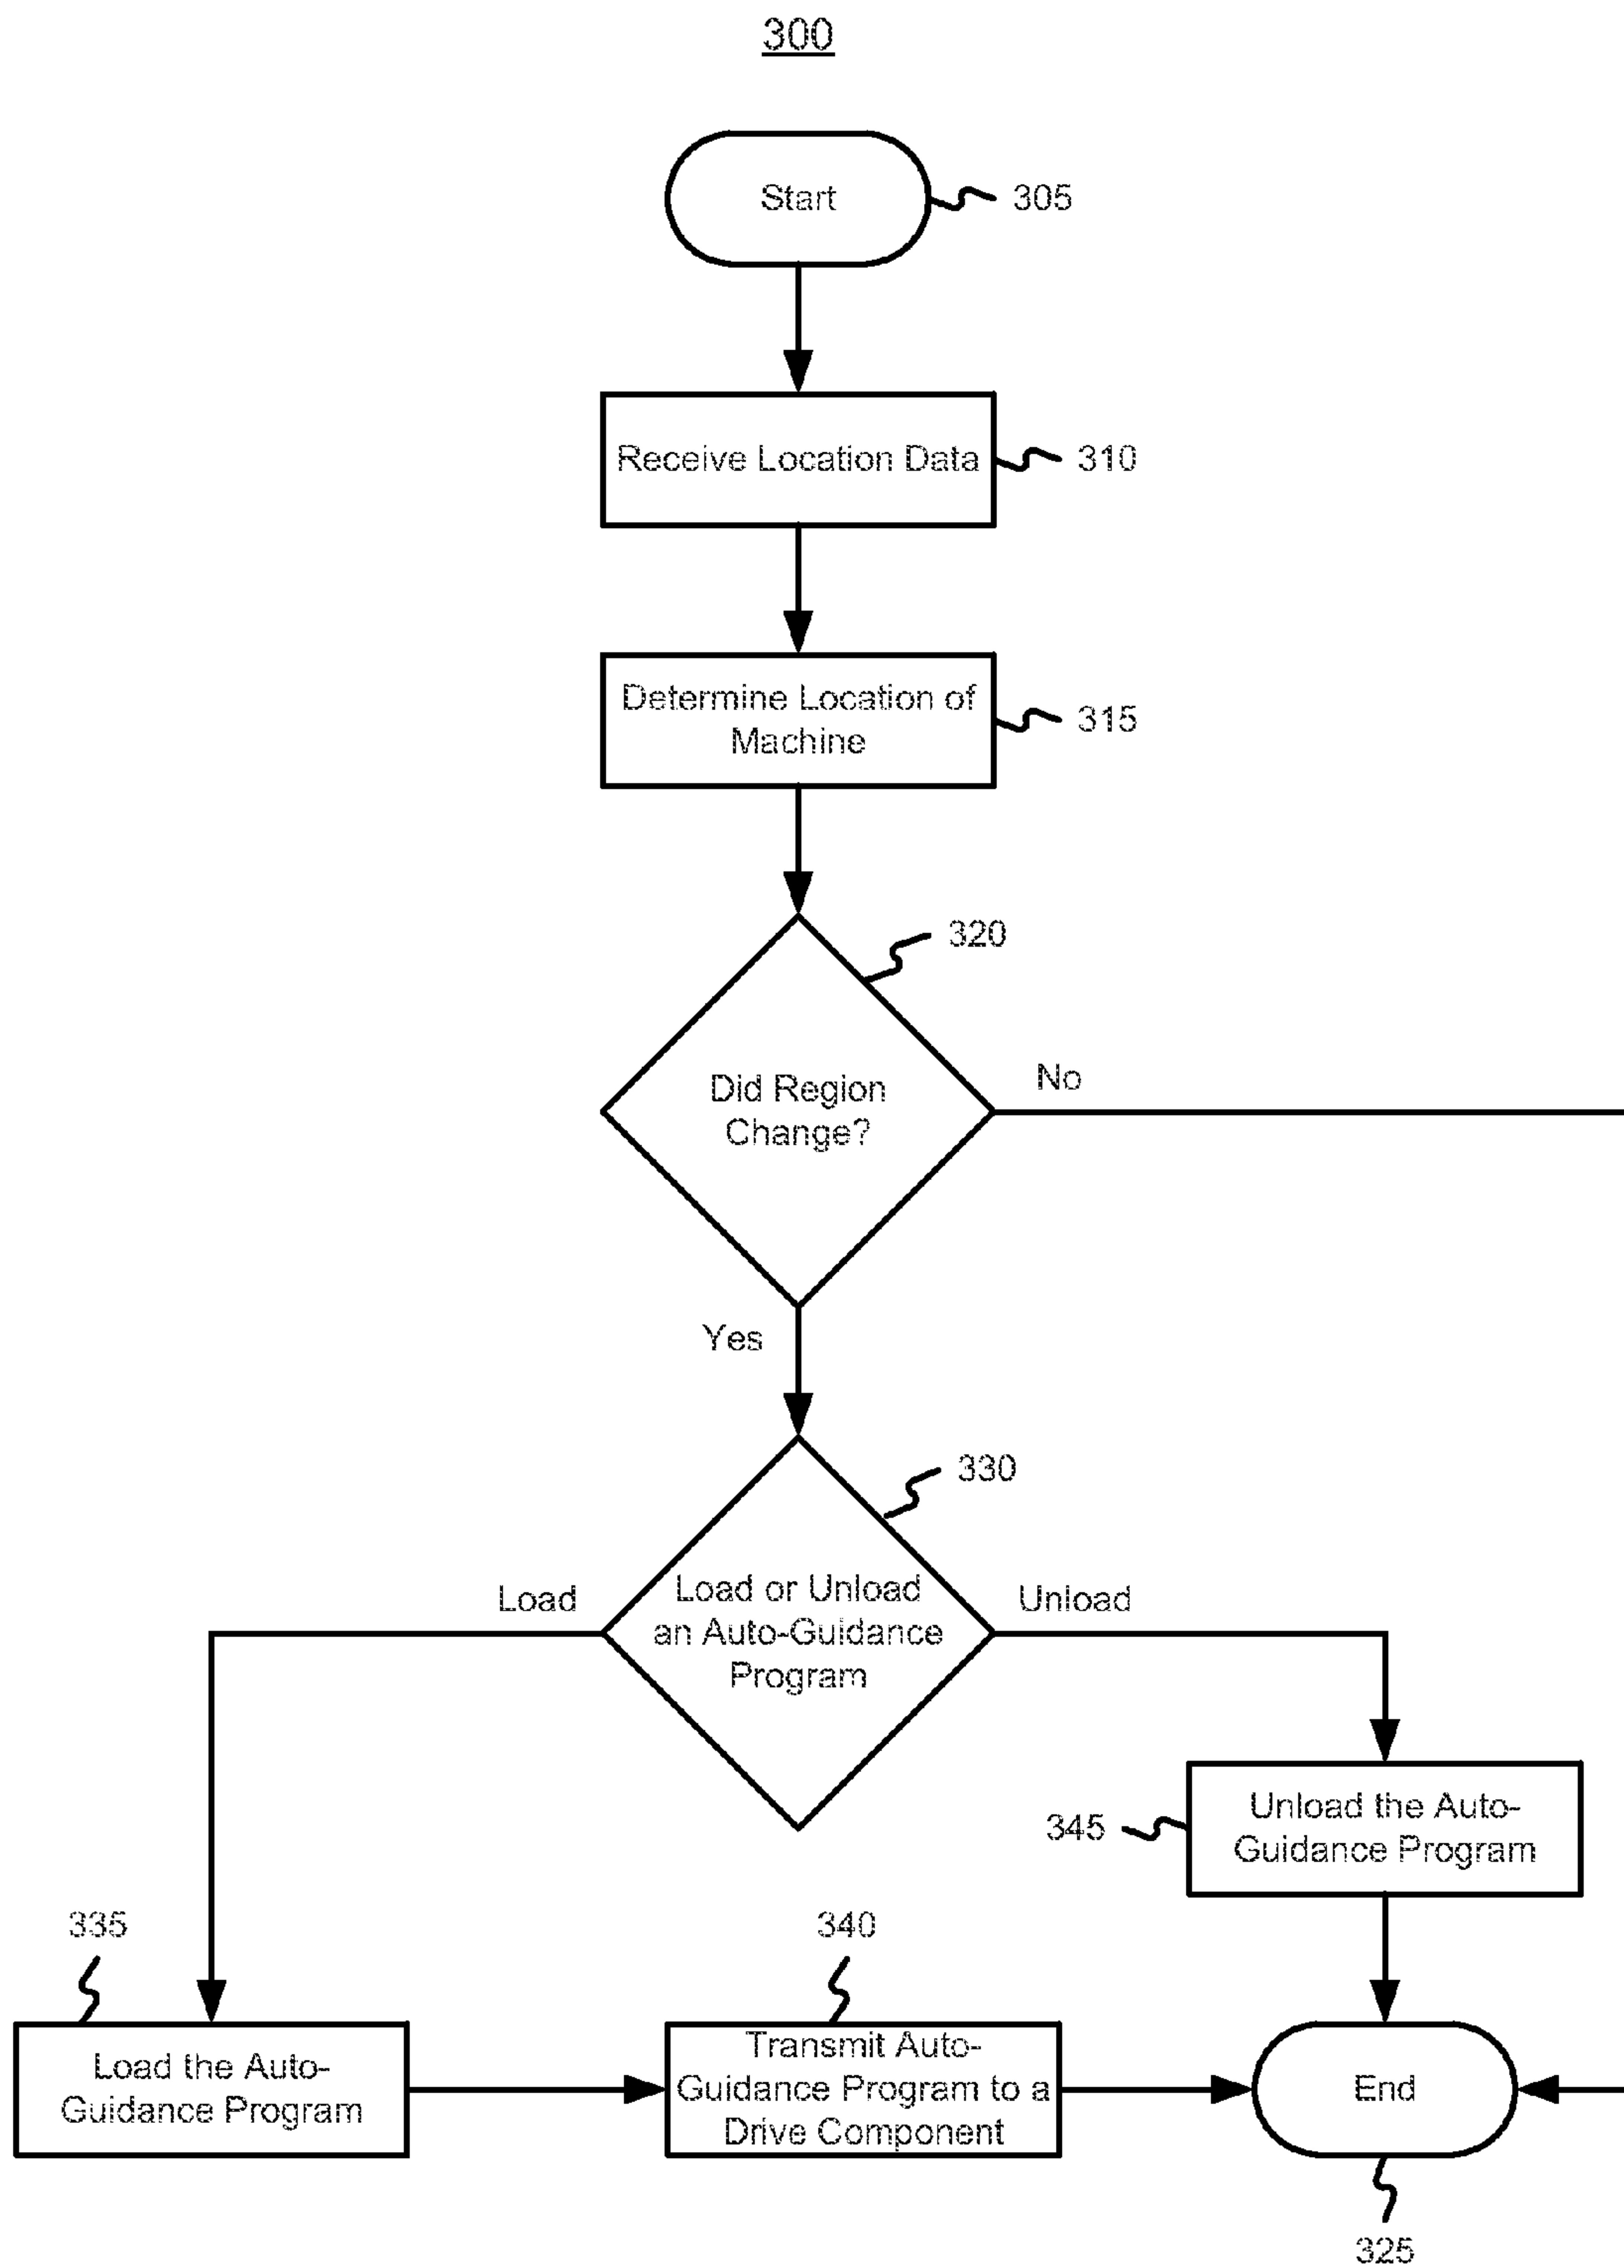 300
Start
305
Receive Location Data
310
Determine Location of
Machine
315
320
Did Region
Change?
No
Yes
330
Load or Unload
an Auto-Guidance
Program
Load
Unload
Unload the Auto-
Guidance Program
345
335
Load the Auto-
Guidance Program
340
Transmit Auto-
Guidance Program to a
Drive Component
End
325